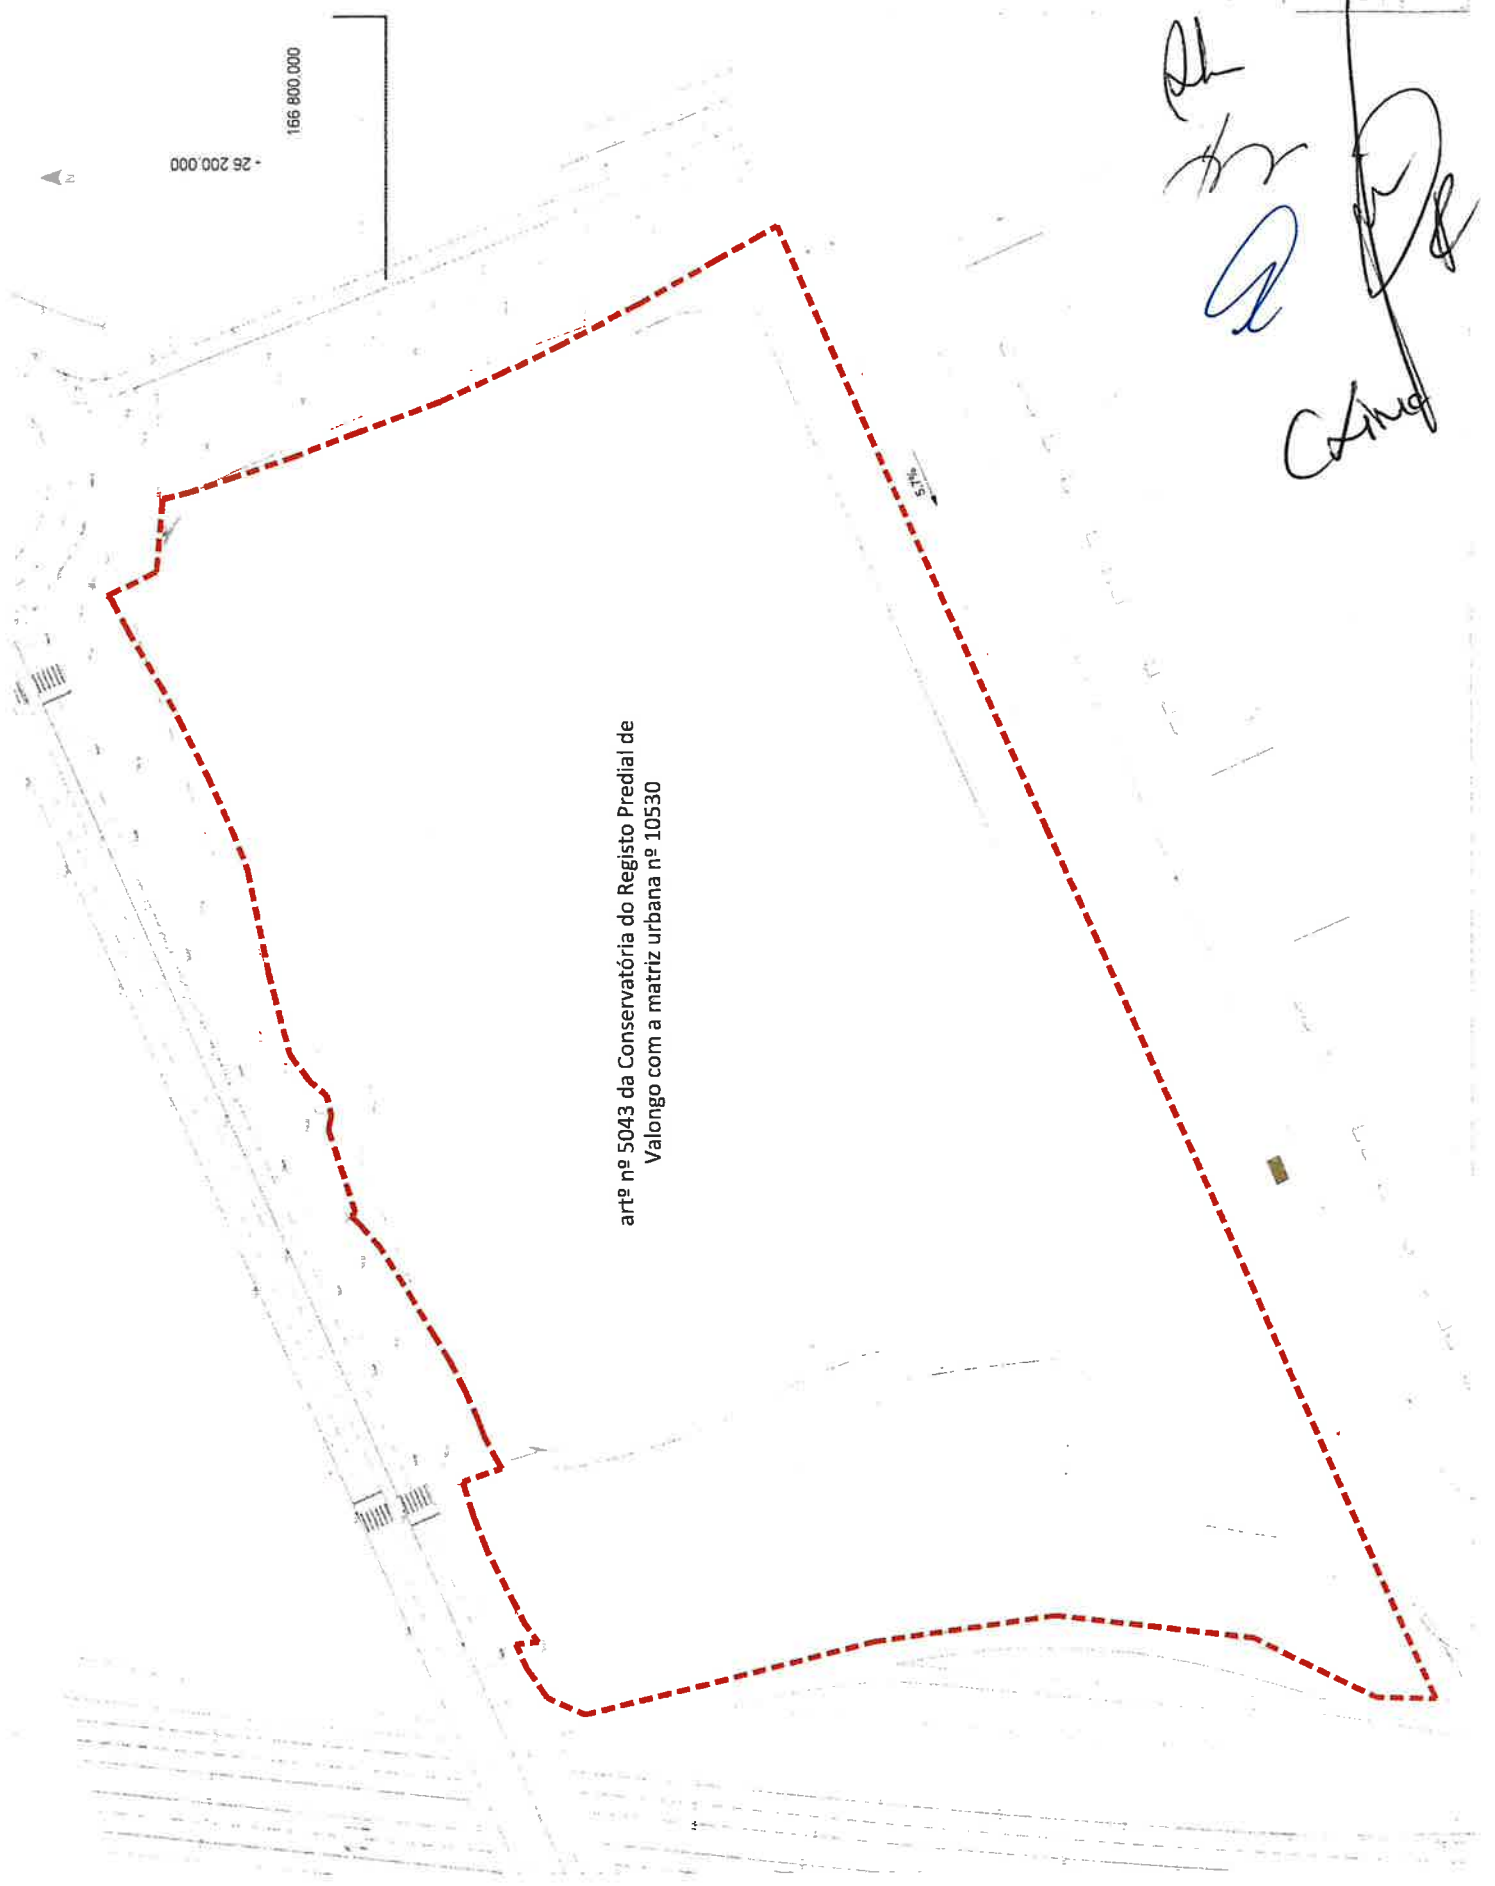 166 800.000
- 26 200.000
N
artº nº 5043 da Conservatória do Registo Predial de
Valongo com a matriz urbana nº 10530
5.7%